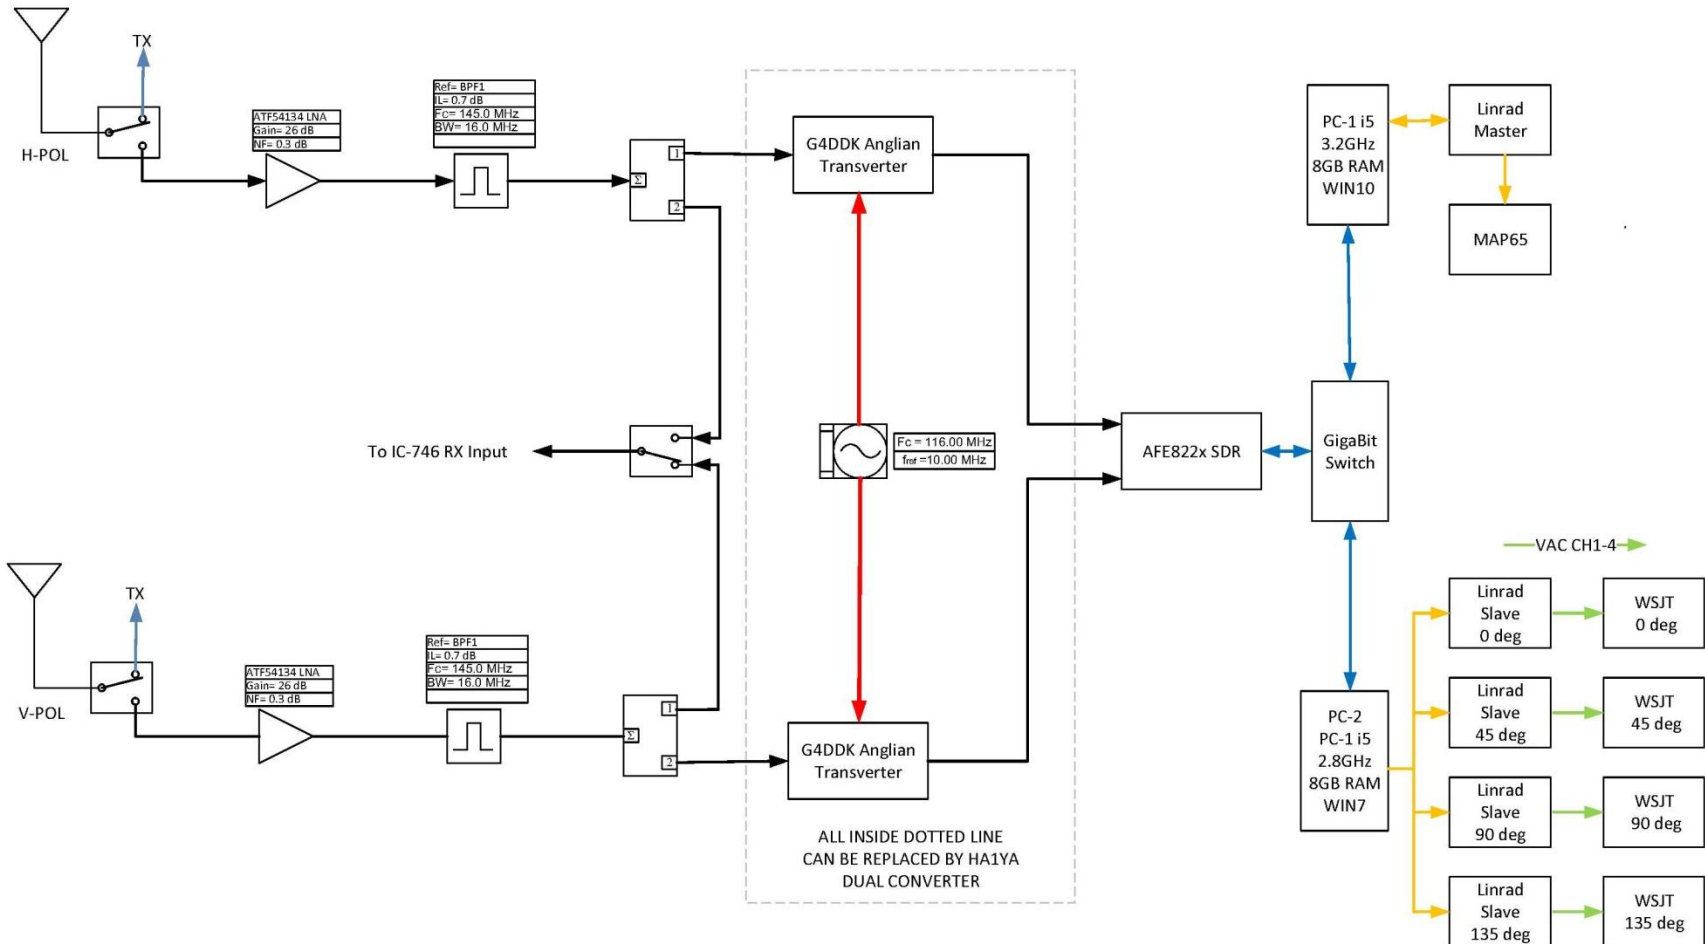 TX
H-POL
ATF54134 LNA
Gain= 26 dB
NF= 0.3 dB
Ref= BPF1
IL= 0.7 dB
Fc= 145.0 MHz
BW= 16.0 MHz
Σ
1
2
G4DDK Anglian
Transverter
PC-1 i5
3.2GHz
8GB RAM
WIN10
Linrad
Master
MAP65
To IC-746 RX Input
Fc = 116.00 MHz
fref =10.00 MHz
AFE822x SDR
GigaBit
Switch
TX
V-POL
ATF54134 LNA
Gain= 26 dB
NF= 0.3 dB
Ref= BPF1
IL= 0.7 dB
Fc= 145.0 MHz
BW= 16.0 MHz
Σ
1
2
G4DDK Anglian
Transverter
ALL INSIDE DOTTED LINE
CAN BE REPLACED BY HA1YA
DUAL CONVERTER
PC-2
PC-1 i5
2.8GHz
8GB RAM
WIN7
VAC CH1-4
Linrad
Slave
0 deg
WSJT
0 deg
Linrad
Slave
45 deg
WSJT
45 deg
Linrad
Slave
90 deg
WSJT
90 deg
Linrad
Slave
135 deg
WSJT
135 deg